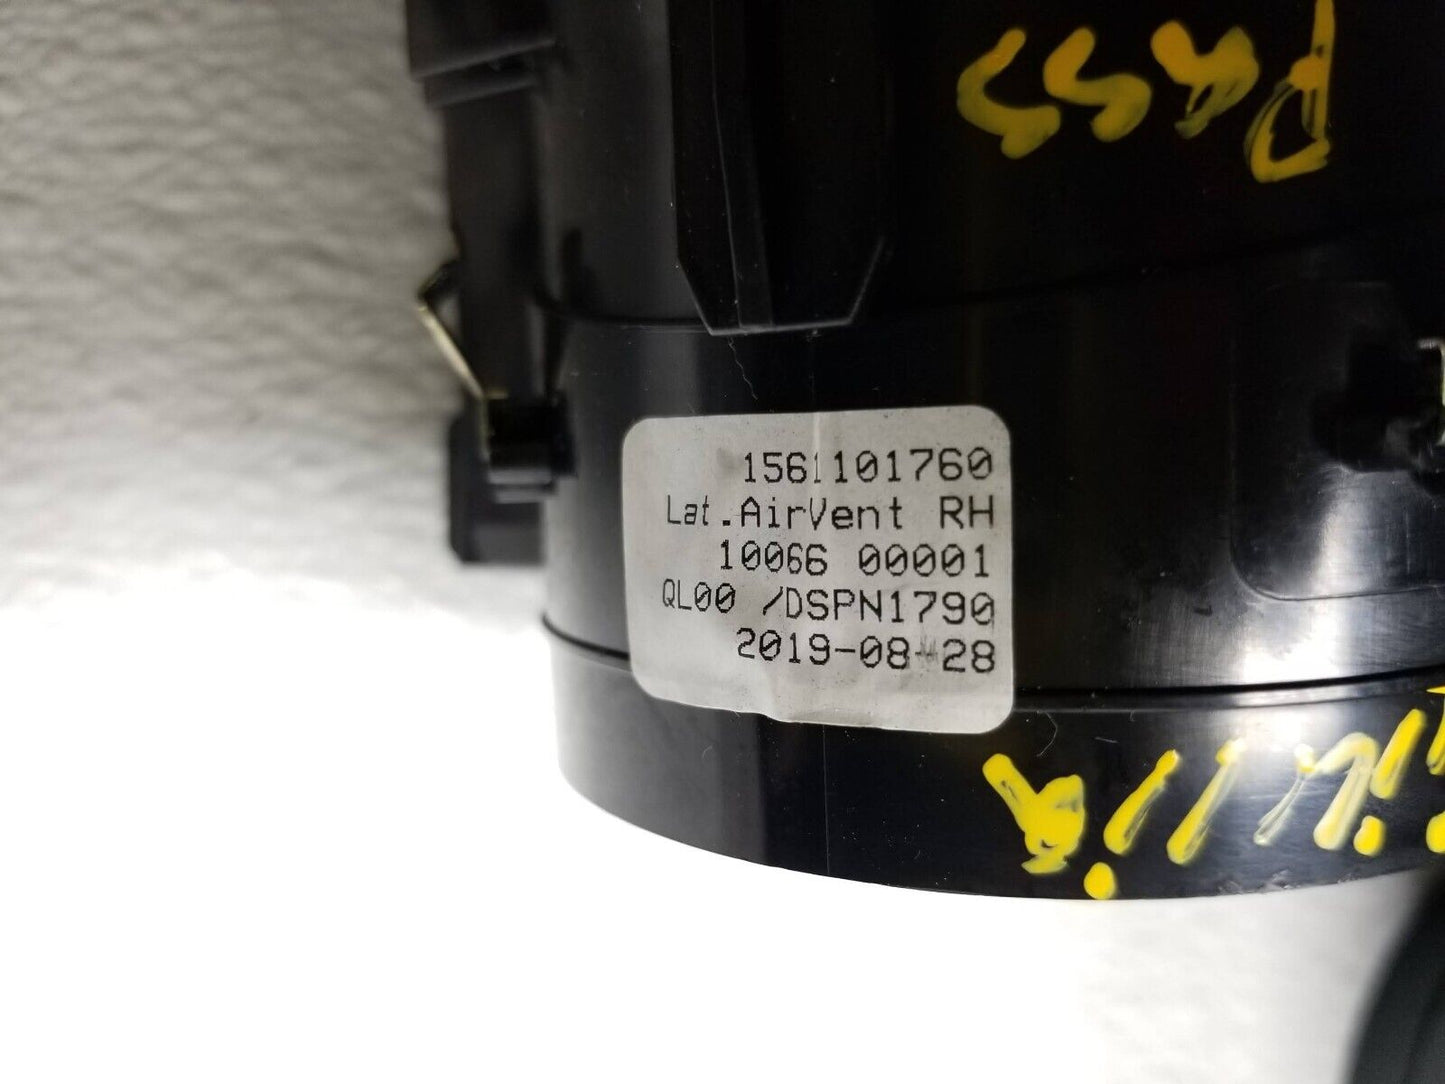 Pass
1561101760
Lat.AirVent RH
10066 00001
QL00 /DSPN1790
2019-08-28